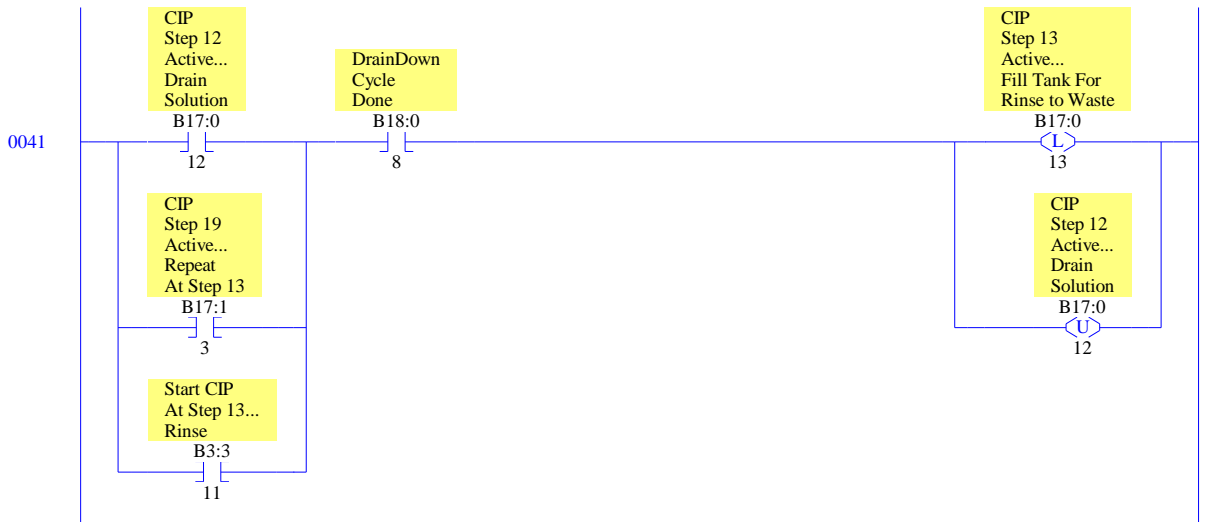 CIP
Step 12
Active...
Drain
Solution
B17:0
12
DrainDown
Cycle
Done
B18:0
8
CIP
Step 13
Active...
Fill Tank For
Rinse to Waste
B17:0
L
13
0041
CIP
Step 19
Active...
Repeat
At Step 13
B17:1
3
CIP
Step 12
Active...
Drain
Solution
B17:0
U
12
Start CIP
At Step 13...
Rinse
B3:3
11